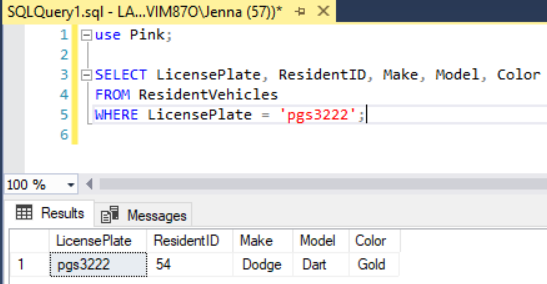 SQLQuery1.sql - LA...VIM87O\Jenna (57))*
1 use Pink;
2
3 SELECT LicensePlate, ResidentID, Make, Model, Color
4 FROM ResidentVehicles
5 WHERE LicensePlate = 'pgs3222';
6
100 %
Results Messages
LicensePlate ResidentID Make Model Color
1 pgs3222 54 Dodge Dart Gold